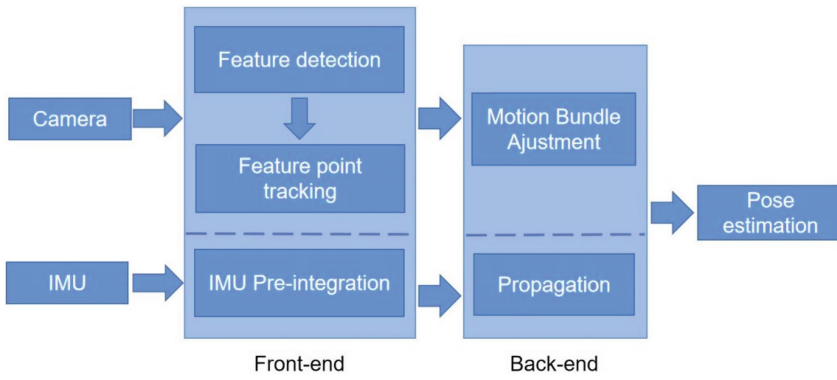 Feature detection
Camera
Feature point
tracking
Motion Bundle
Ajustment
Pose
estimation
IMU
IMU Pre-integration
Propagation
Front-end
Back-end